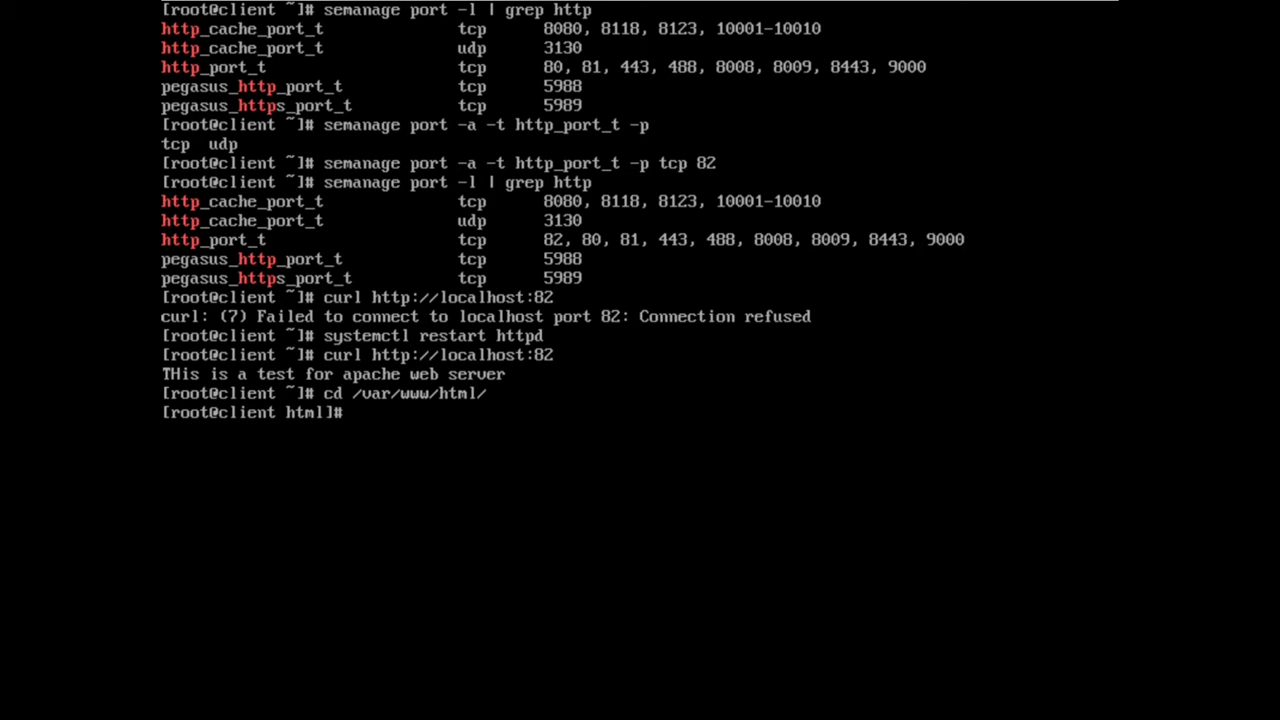 [root@client ~]# semanage port -l | grep http
http_cache_port_t tcp 8080, 8118, 8123, 10001-10010
http_cache_port_t udp 3130
http_port_t tcp 80, 81, 443, 488, 8008, 8009, 8443, 9000
pegasus_http_port_t tcp 5988
pegasus_https_port_t tcp 5989
[root@client ~]# semanage port -a -t http_port_t -p
tcp udp
[root@client ~]# semanage port -a -t http_port_t -p tcp 82
[root@client ~]# semanage port -l | grep http
http_cache_port_t tcp 8080, 8118, 8123, 10001-10010
http_cache_port_t udp 3130
http_port_t tcp 82, 80, 81, 443, 488, 8008, 8009, 8443, 9000
pegasus_http_port_t tcp 5988
pegasus_https_port_t tcp 5989
[root@client ~]# curl http://localhost:82
curl: (7) Failed to connect to localhost port 82: Connection refused
[root@client ~]# systemctl restart httpd
[root@client ~]# curl http://localhost:82
THis is a test for apache web server
[root@client ~]# cd /var/www/html/
[root@client html]#